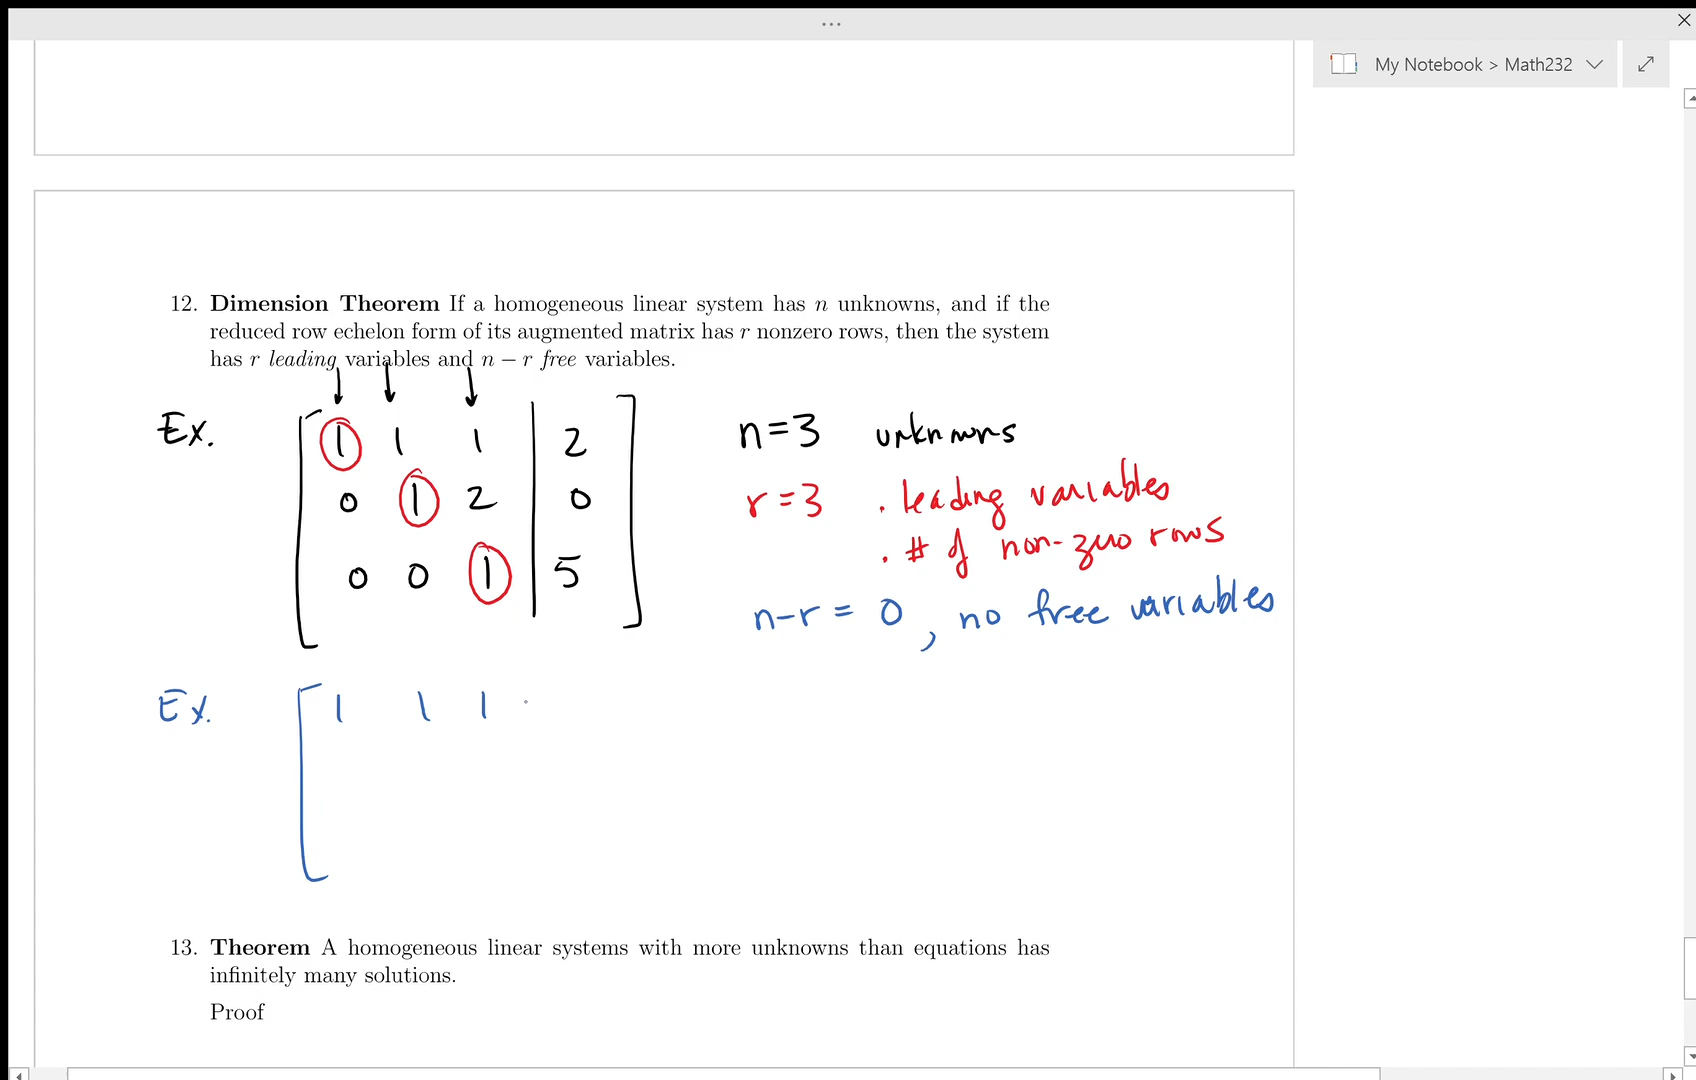 ...
My Notebook > Math232
12. Dimension Theorem If a homogeneous linear system has n unknowns, and if the
reduced row echelon form of its augmented matrix has r nonzero rows, then the system
has r leading variables and n − r free variables.
Ex. [ 1 1 1 | 2 ] n=3 unknowns
0 1 2 | 0 r=3 . leading variables
. # of non-zero rows
0 0 1 | 5
n-r = 0 , no free variables
Ex. [ 1 1 1
13. Theorem A homogeneous linear systems with more unknowns than equations has
infinitely many solutions.
Proof